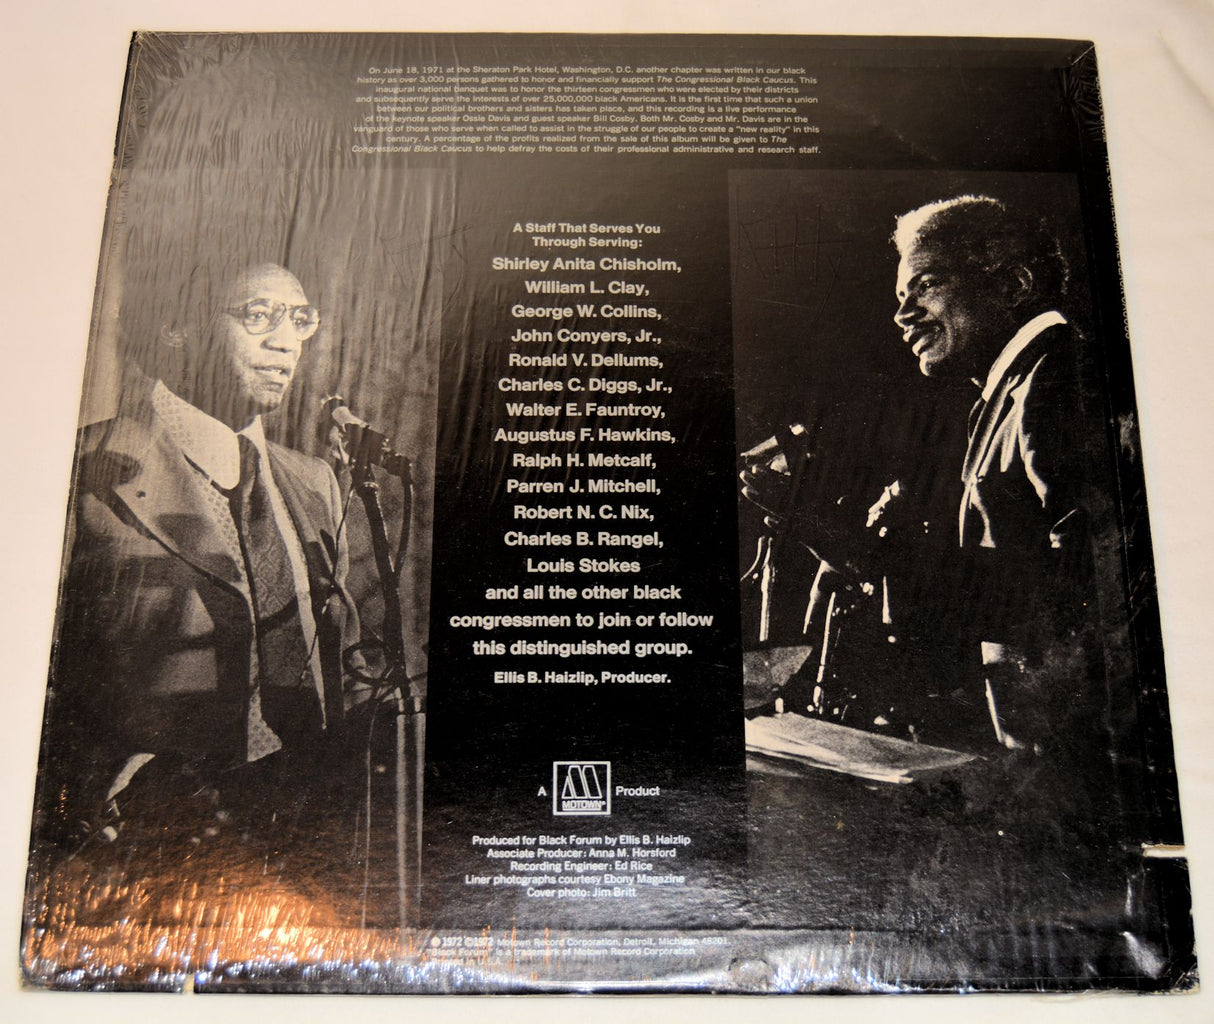 On June 18, 1971 at the Sheraton Park Hotel, Washington, D.C. another chapter was written in our black
history as over 3,000 persons gathered to honor and financially support The Congressional Black Caucus. This
inaugural national banquet was to honor the thirteen congressmen who were elected by their districts
and subsequently serve the interests of over 25,000,000 black Americans. It is the first time that such a union
between our political brothers and sisters has taken place, and this recording is a live performance
of the keynote speaker Ossie Davis and guest speaker Bill Cosby. Both Mr. Cosby and Mr. Davis are in the
vanguard of those who serve when called to assist in the struggle of our people to create a "new reality" in this
century. A percentage of the profits realized from the sale of this album will be given to The
Congressional Black Caucus to help defray the costs of their professional administrative and research staff.
A Staff That Serves You
Through Serving:
Shirley Anita Chisholm,
William L. Clay,
George W. Collins,
John Conyers, Jr.,
Ronald V. Dellums,
Charles C. Diggs, Jr.,
Walter E. Fauntroy,
Augustus F. Hawkins,
Ralph H. Metcalf,
Parren J. Mitchell,
Robert N. C. Nix,
Charles B. Rangel,
Louis Stokes
and all the other black
congressmen to join or follow
this distinguished group.
Ellis B. Haizlip, Producer.
A MOTOWN Product
Produced for Black Forum by Ellis B. Haizlip
Associate Producer: Anna M. Horsford
Recording Engineer: Ed Rice
Liner photographs courtesy Ebony Magazine
Cover photo: Jim Britt
℗ 1972 © 1972 Motown Record Corporation, Detroit, Michigan 48201.
"Black Forum" is a trademark of Motown Record Corporation
Printed in U.S.A.